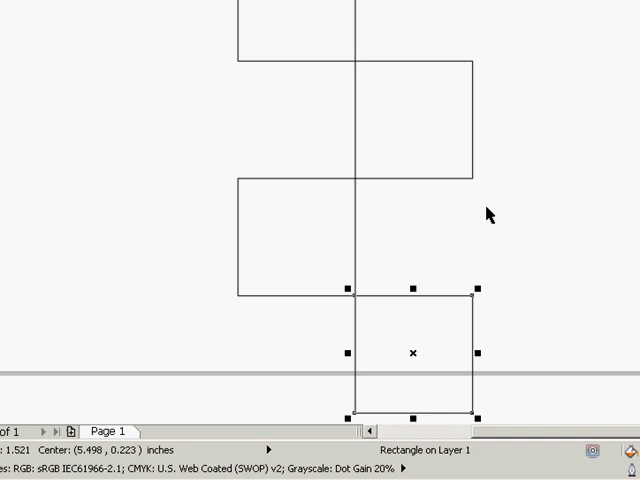 of 1
Page 1
: 1.521 Center: (5.498 , 0.223 ) inches
Rectangle on Layer 1
es: RGB: sRGB IEC61966-2.1; CMYK: U.S. Web Coated (SWOP) v2; Grayscale: Dot Gain 20%